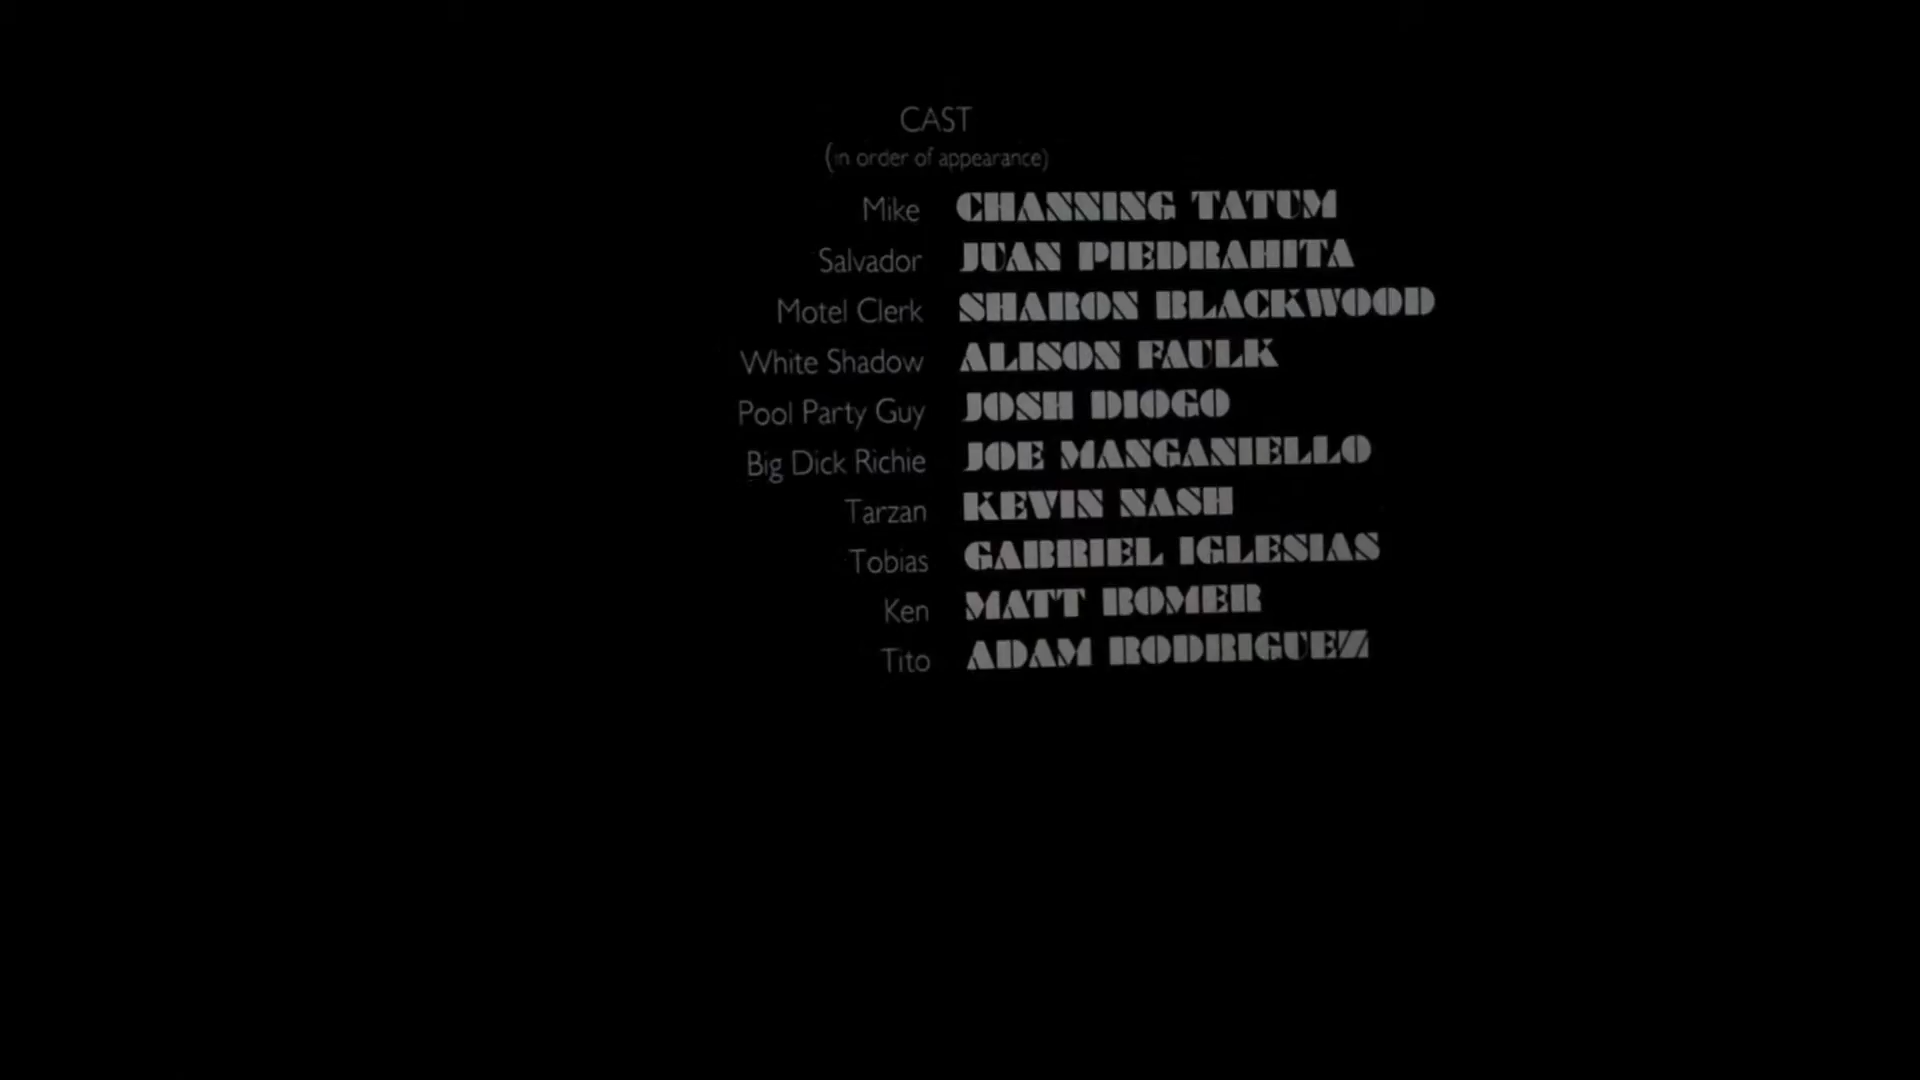 CAST
(in order of appearance)
Mike CHANNING TATUM
Salvador JUAN PIEDRAHITA
Motel Clerk SHARON BLACKWOOD
White Shadow ALISON FAULK
Pool Party Guy JOSH DIOGO
Big Dick Richie JOE MANGANIELLO
Tarzan KEVIN NASH
Tobias GABRIEL IGLESIAS
Ken MATT BOMER
Tito ADAM RODRIGUEZ